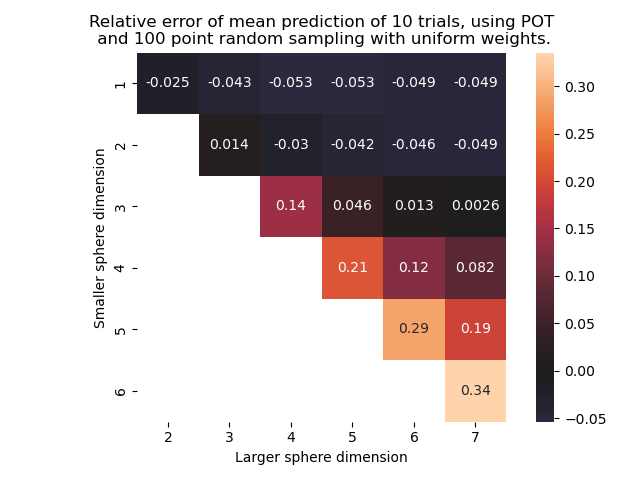 Relative error of mean prediction of 10 trials, using POT
and 100 point random sampling with uniform weights.
1 -0.025 -0.043 -0.053 -0.053 -0.049 -0.049
2 0.014 -0.03 -0.042 -0.046 -0.049
3 0.14 0.046 0.013 0.0026
4 0.21 0.12 0.082
5 0.29 0.19
6 0.34
2 3 4 5 6 7
Smaller sphere dimension
Larger sphere dimension
0.30
0.25
0.20
0.15
0.10
0.05
0.00
−0.05